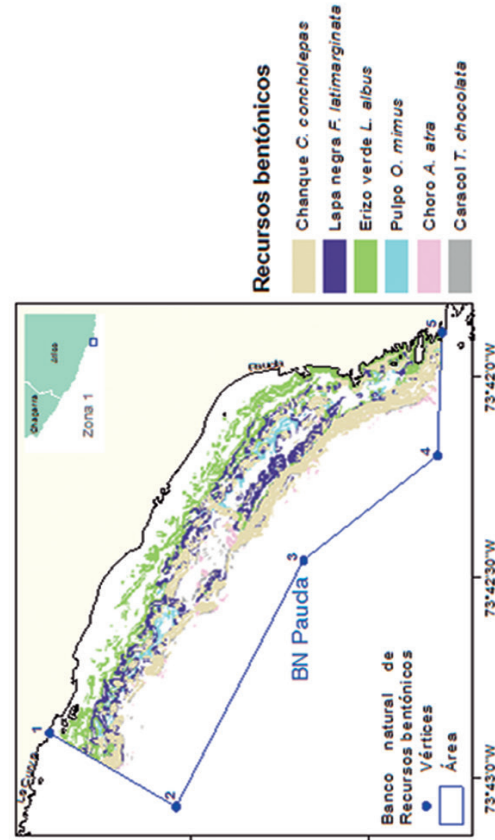 Chaparra
Zona 1
Pauda
1
2
3
4
5
BN Pauda
Banco natural de
Recursos bentónicos
Vértices
Área
73°43'0"W
73°42'30"W
73°42'0"W
Recursos bentónicos
Chanque C. concholepas
Lapa negra F. latimarginata
Erizo verde L. albus
Pulpo O. mimus
Choro A. atra
Caracol T. chocolata